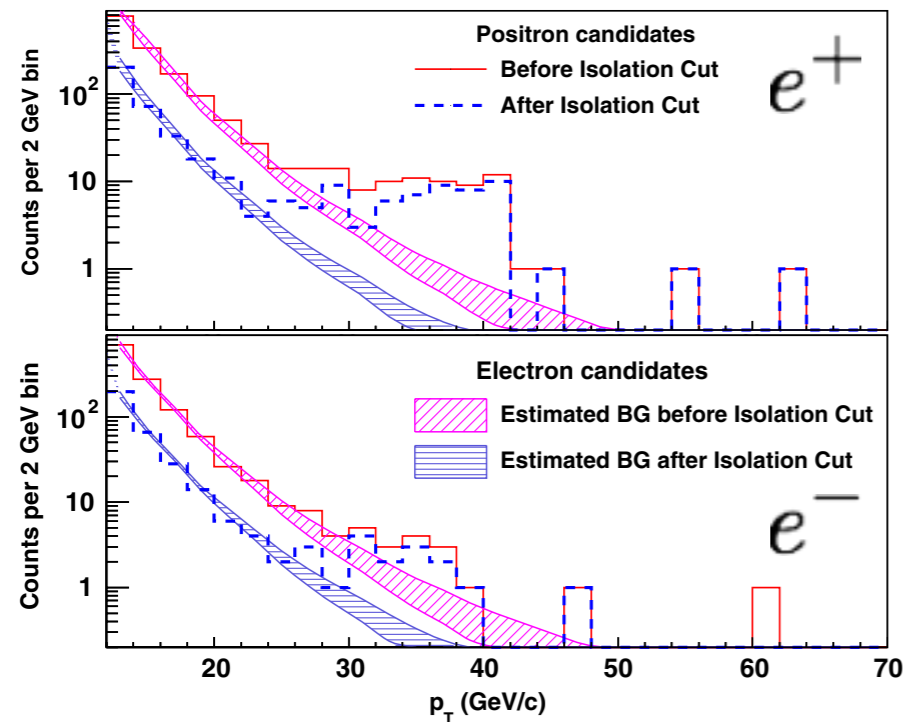 Counts per 2 GeV bin
10²
10
1
Positron candidates
Before Isolation Cut
After Isolation Cut
e⁺
Counts per 2 GeV bin
10²
10
1
Electron candidates
Estimated BG before Isolation Cut
Estimated BG after Isolation Cut
e⁻
20 30 40 50 60 70
p_T (GeV/c)